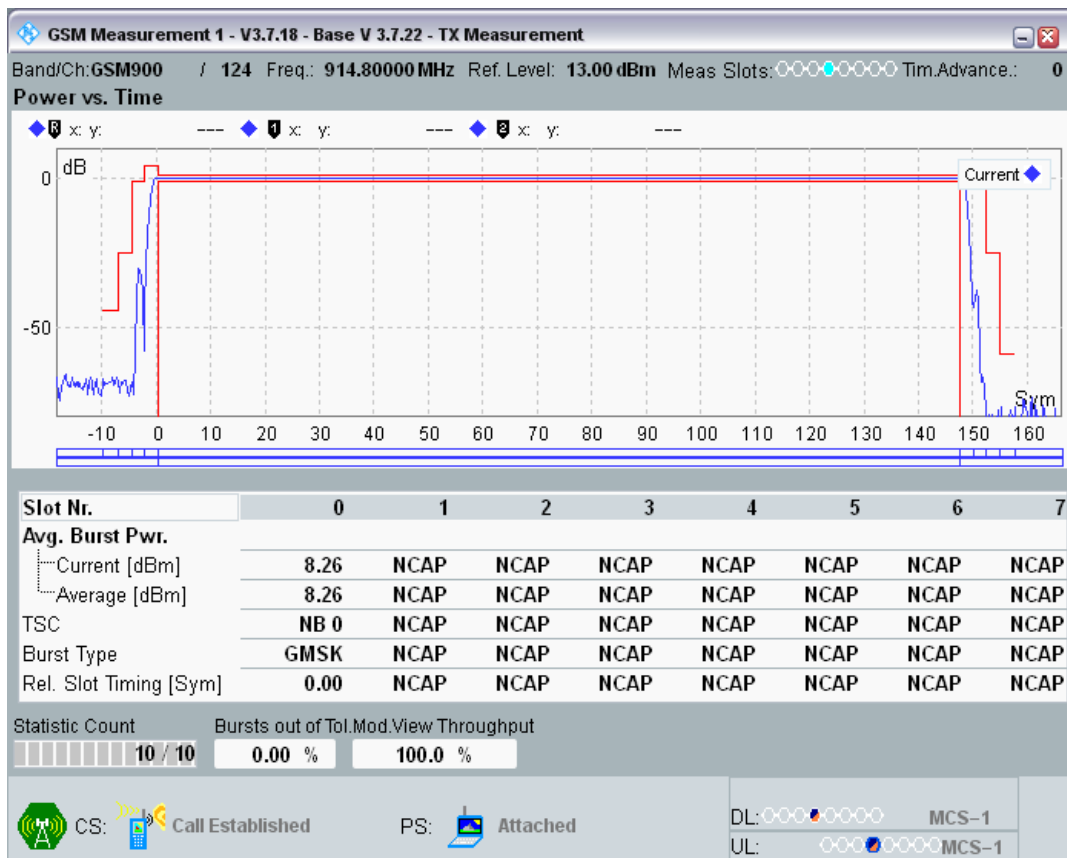 GSM Measurement 1 - V3.7.18 - Base V 3.7.22 - TX Measurement
Band/Ch:GSM900 / 124 Freq.: 914.80000 MHz Ref. Level: 13.00 dBm Meas Slots: Tim.Advance.: 0
Power vs. Time
R x: y: --- 1 x: y: --- 2 x: y: ---
dB
Current
0
-50
Sym
-10 0 10 20 30 40 50 60 70 80 90 100 110 120 130 140 150 160
Slot Nr. 0 1 2 3 4 5 6 7
Avg. Burst Pwr.
Current [dBm] 8.26 NCAP NCAP NCAP NCAP NCAP NCAP NCAP
Average [dBm] 8.26 NCAP NCAP NCAP NCAP NCAP NCAP NCAP
TSC NB 0 NCAP NCAP NCAP NCAP NCAP NCAP NCAP
Burst Type GMSK NCAP NCAP NCAP NCAP NCAP NCAP NCAP
Rel. Slot Timing [Sym] 0.00 NCAP NCAP NCAP NCAP NCAP NCAP NCAP
Statistic Count Bursts out of Tol.Mod.View Throughput
10 / 10 0.00 % 100.0 %
CS: Call Established PS: Attached
DL: MCS-1
UL: MCS-1